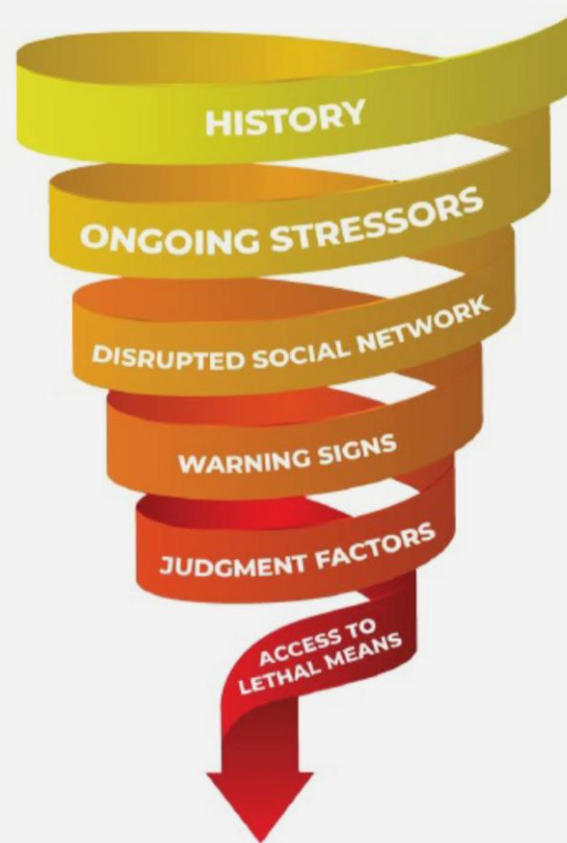 HISTORY
ONGOING STRESSORS
DISRUPTED SOCIAL NETWORK
WARNING SIGNS
JUDGMENT FACTORS
ACCESS TO
LETHAL MEANS